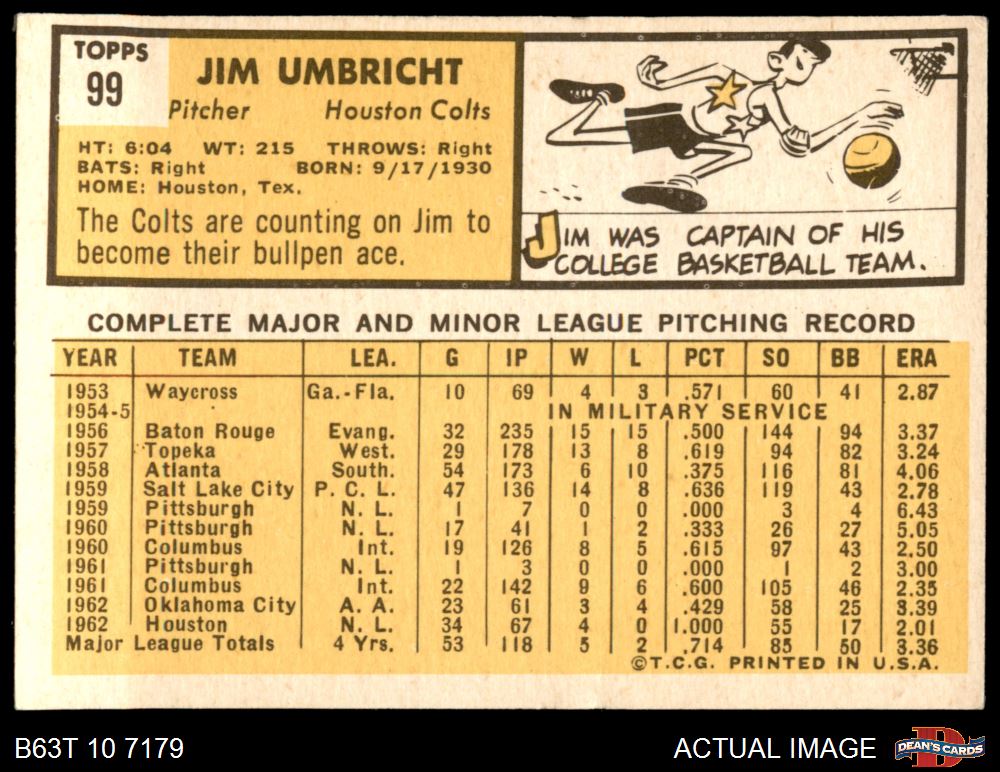 TOPPS
99
JIM UMBRICHT
Pitcher Houston Colts
HT: 6:04 WT: 215 THROWS: Right
BATS: Right BORN: 9/17/1930
HOME: Houston, Tex.
The Colts are counting on Jim to
become their bullpen ace.
JIM WAS CAPTAIN OF HIS
COLLEGE BASKETBALL TEAM.
COMPLETE MAJOR AND MINOR LEAGUE PITCHING RECORD
YEAR TEAM LEA. G IP W L PCT SO BB ERA
1953 Waycross Ga.-Fla. 10 69 4 3 .571 60 41 2.87
1954-5 IN MILITARY SERVICE
1956 Baton Rouge Evang. 32 235 15 15 .500 144 94 3.37
1957 Topeka West. 29 178 13 8 .619 94 82 3.24
1958 Atlanta South. 54 173 6 10 .375 116 81 4.06
1959 Salt Lake City P. C. L. 47 136 14 8 .636 119 43 2.78
1959 Pittsburgh N. L. 1 7 0 0 .000 3 4 6.43
1960 Pittsburgh N. L. 17 41 1 2 .333 26 27 5.05
1960 Columbus Int. 19 126 8 5 .615 97 43 2.50
1961 Pittsburgh N. L. 1 3 0 0 .000 1 2 3.00
1961 Columbus Int. 22 142 9 6 .600 105 46 2.35
1962 Oklahoma City A. A. 23 61 3 4 .429 58 25 3.39
1962 Houston N. L. 34 67 4 0 1.000 55 17 2.01
Major League Totals 4 Yrs. 53 118 5 2 .714 85 50 3.36
©T.C.G. PRINTED IN U.S.A.
B63T 10 7179 ACTUAL IMAGE
D
DEAN'S CARDS